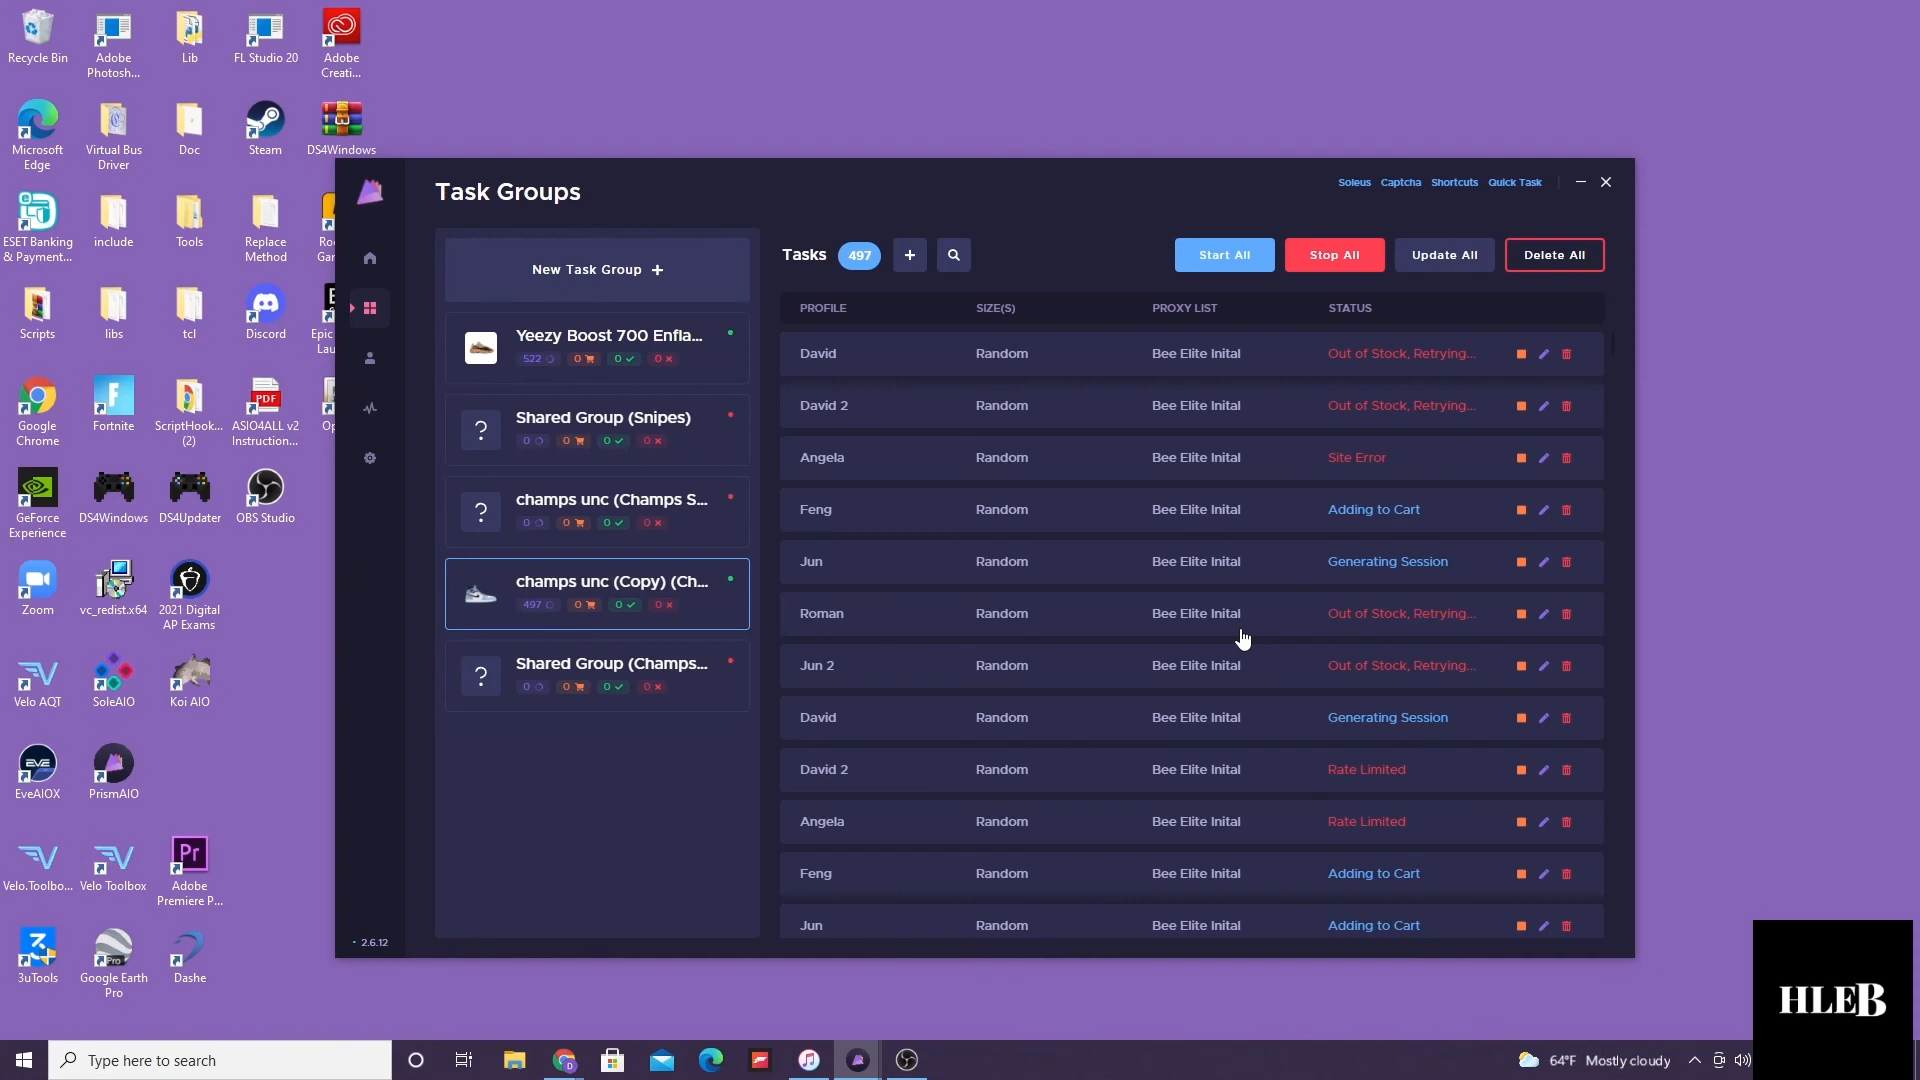 Recycle Bin
Adobe
Photosh...
Lib
FL Studio 20
Adobe
Creati...
Microsoft
Edge
Virtual Bus
Driver
Doc
Steam
DS4Windows
ESET Banking
& Payment...
include
Tools
Replace
Method
Scripts
libs
tcl
Discord
Epic
Google
Chrome
Fortnite
ScriptHook...
(2)
ASIO4ALL v2
Instruction...
GeForce
Experience
DS4Windows
DS4Updater
OBS Studio
Zoom
vc_redist.x64
2021 Digital
AP Exams
Velo AQT
SoleAIO
Koi AIO
EveAIOX
PrismAIO
Velo.Toolbo...
Velo Toolbox
Adobe
Premiere P...
3uTools
Google Earth
Pro
Dashe
Task Groups
Soleus Captcha Shortcuts Quick Task
New Task Group +
Yeezy Boost 700 Enfla...
522 0 0 0
Shared Group (Snipes)
0 0 0 0
champs unc (Champs S...
0 0 0 0
champs unc (Copy) (Ch...
497 0 0 0
Shared Group (Champs...
0 0 0 0
2.6.12
Tasks 497 +
Start All Stop All Update All Delete All
PROFILE SIZE(S) PROXY LIST STATUS
David Random Bee Elite Inital Out of Stock, Retrying...
David 2 Random Bee Elite Inital Out of Stock, Retrying...
Angela Random Bee Elite Inital Site Error
Feng Random Bee Elite Inital Adding to Cart
Jun Random Bee Elite Inital Generating Session
Roman Random Bee Elite Inital Out of Stock, Retrying...
Jun 2 Random Bee Elite Inital Out of Stock, Retrying...
David Random Bee Elite Inital Generating Session
David 2 Random Bee Elite Inital Rate Limited
Angela Random Bee Elite Inital Rate Limited
Feng Random Bee Elite Inital Adding to Cart
Jun Random Bee Elite Inital Adding to Cart
HLEB
Type here to search
64°F Mostly cloudy